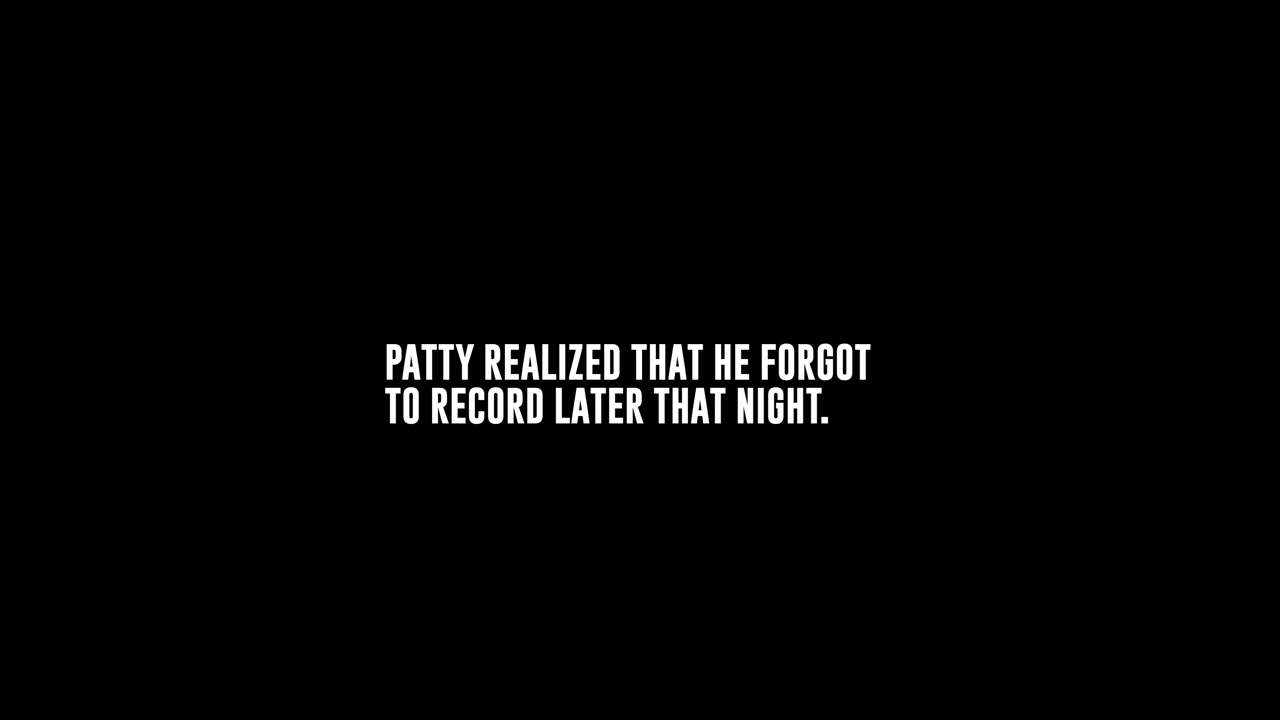 PATTY REALIZED THAT HE FORGOT
TO RECORD LATER THAT NIGHT.